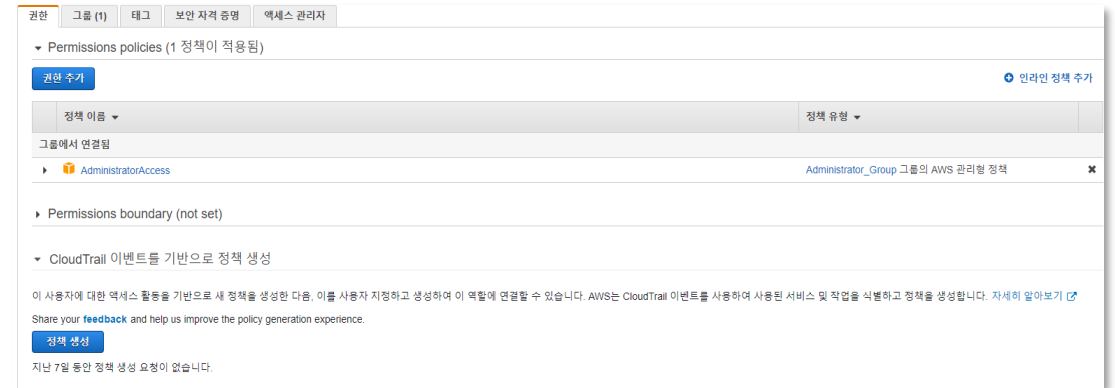 권한 그룹 (1) 태그 보안 자격 증명 액세스 관리자
Permissions policies (1 정책이 적용됨)
권한 추가 인라인 정책 추가
정책 이름 정책 유형
그룹에서 연결됨
AdministratorAccess Administrator_Group 그룹의 AWS 관리형 정책
Permissions boundary (not set)
CloudTrail 이벤트를 기반으로 정책 생성
이 사용자에 대한 액세스 활동을 기반으로 새 정책을 생성한 다음, 이를 사용자 지정하고 생성하여 이 역할에 연결할 수 있습니다. AWS는 CloudTrail 이벤트를 사용하여 사용된 서비스 및 작업을 식별하고 정책을 생성합니다. 자세히 알아보기
Share your feedback and help us improve the policy generation experience.
정책 생성
지난 7일 동안 정책 생성 요청이 없습니다.